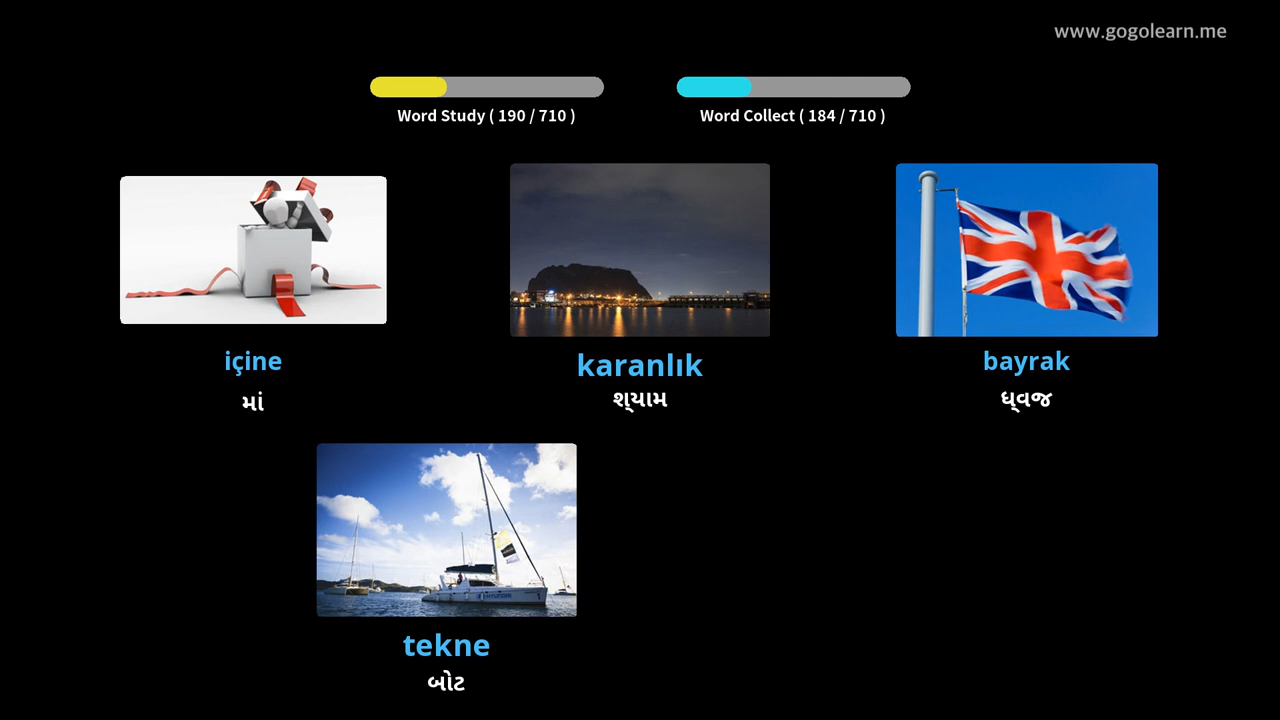 www.gogolearn.me
Word Study ( 190 / 710 )
Word Collect ( 184 / 710 )
içine
માં
karanlık
શ્યામ
bayrak
ધ્વજ
tekne
બોટ